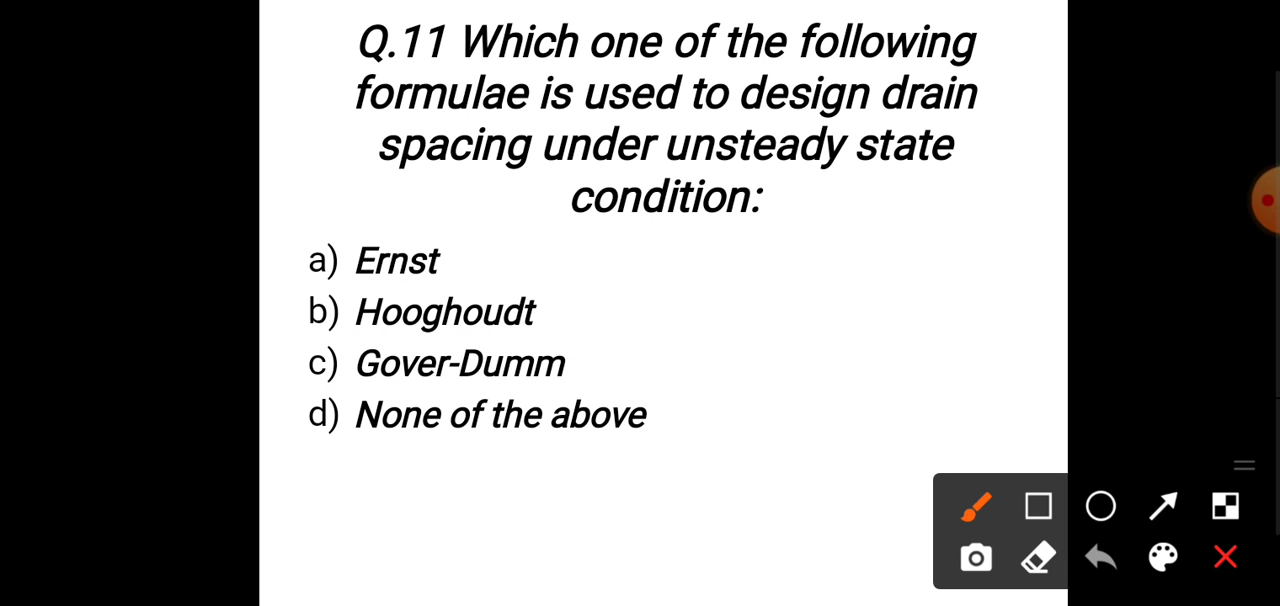 Q.11 Which one of the following
formulae is used to design drain
spacing under unsteady state
condition:
a) Ernst
b) Hooghoudt
c) Gover-Dumm
d) None of the above